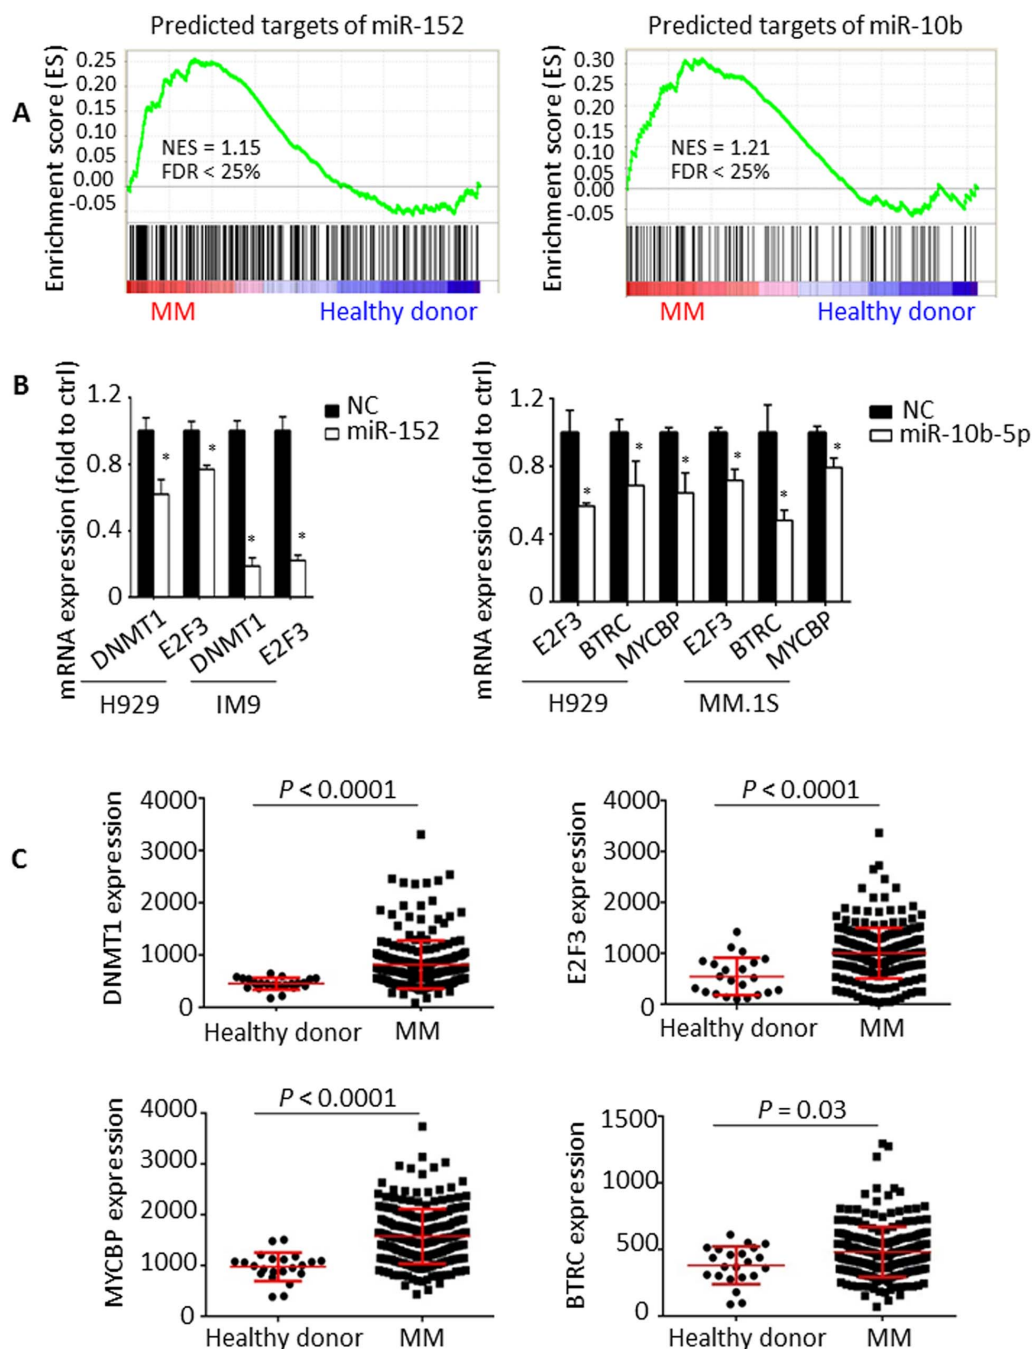 A
Predicted targets of miR-152
Enrichment score (ES)
0.25
0.20
0.25
0.10
0.05
0.00
-0.05
NES = 1.15
FDR < 25%
MM
Healthy donor
Predicted targets of miR-10b
Enrichment score (ES)
0.30
0.25
0.20
0.25
0.10
0.05
0.00
-0.05
NES = 1.21
FDR < 25%
MM
Healthy donor
B
mRNA expression (fold to ctrl)
1.2
0.8
0.4
0
NC
miR-152
*
*
*
*
DNMT1
E2F3
DNMT1
E2F3
H929
IM9
mRNA expression (fold to ctrl)
1.2
0.8
0.4
0
NC
miR-10b-5p
*
*
*
*
*
*
E2F3
BTRC
MYCBP
E2F3
BTRC
MYCBP
H929
MM.1S
C
DNMT1 expression
4000
3000
2000
1000
0
P < 0.0001
Healthy donor
MM
E2F3 expression
4000
3000
2000
1000
0
P < 0.0001
Healthy donor
MM
MYCBP expression
4000
3000
2000
1000
0
P < 0.0001
Healthy donor
MM
BTRC expression
1500
1000
500
0
P = 0.03
Healthy donor
MM